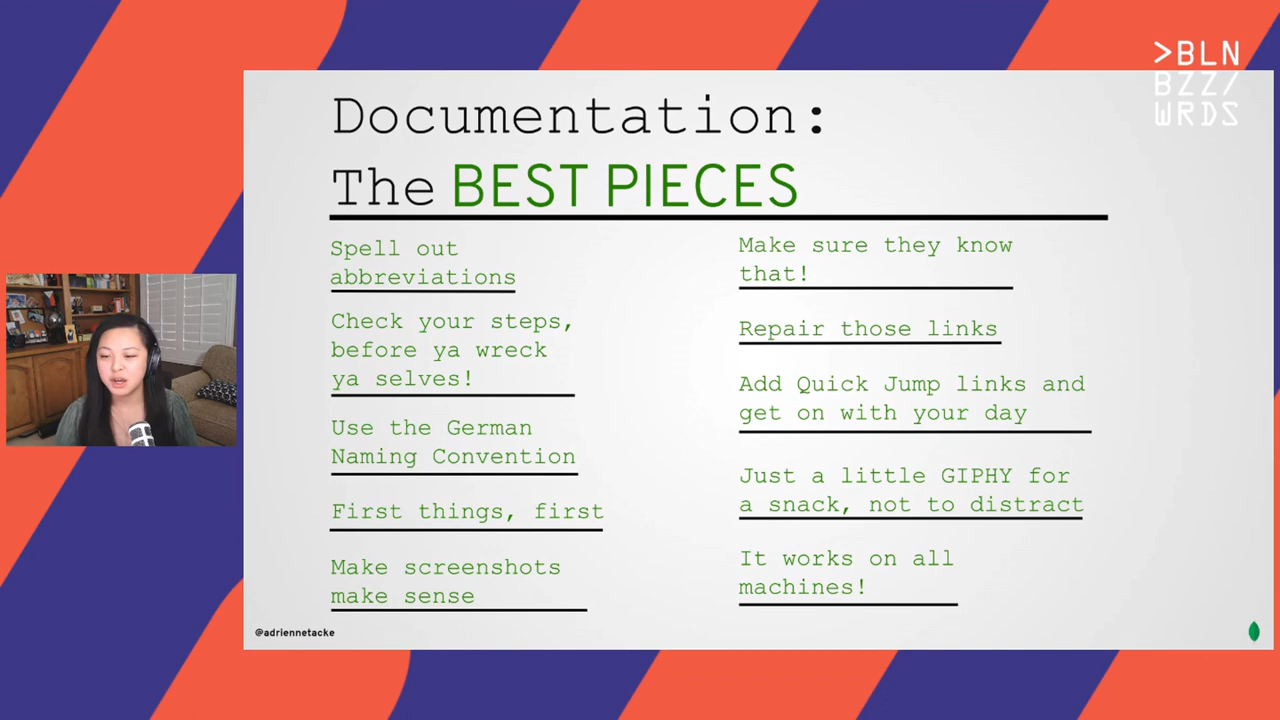 >BLN
BZZ/
WRDS
Documentation:
The BEST PIECES
Spell out
abbreviations
Check your steps,
before ya wreck
ya selves!
Use the German
Naming Convention
First things, first
Make screenshots
make sense
Make sure they know
that!
Repair those links
Add Quick Jump links and
get on with your day
Just a little GIPHY for
a snack, not to distract
It works on all
machines!
@adriennetacke